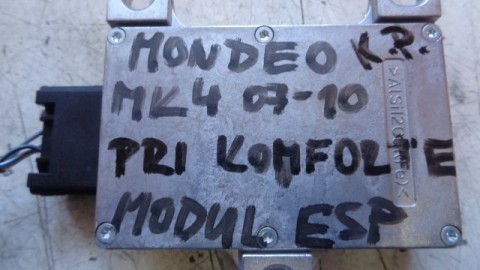 MONDEO K.R.
MK4 07-10
PRI KOMFORTE
MODUL ESP